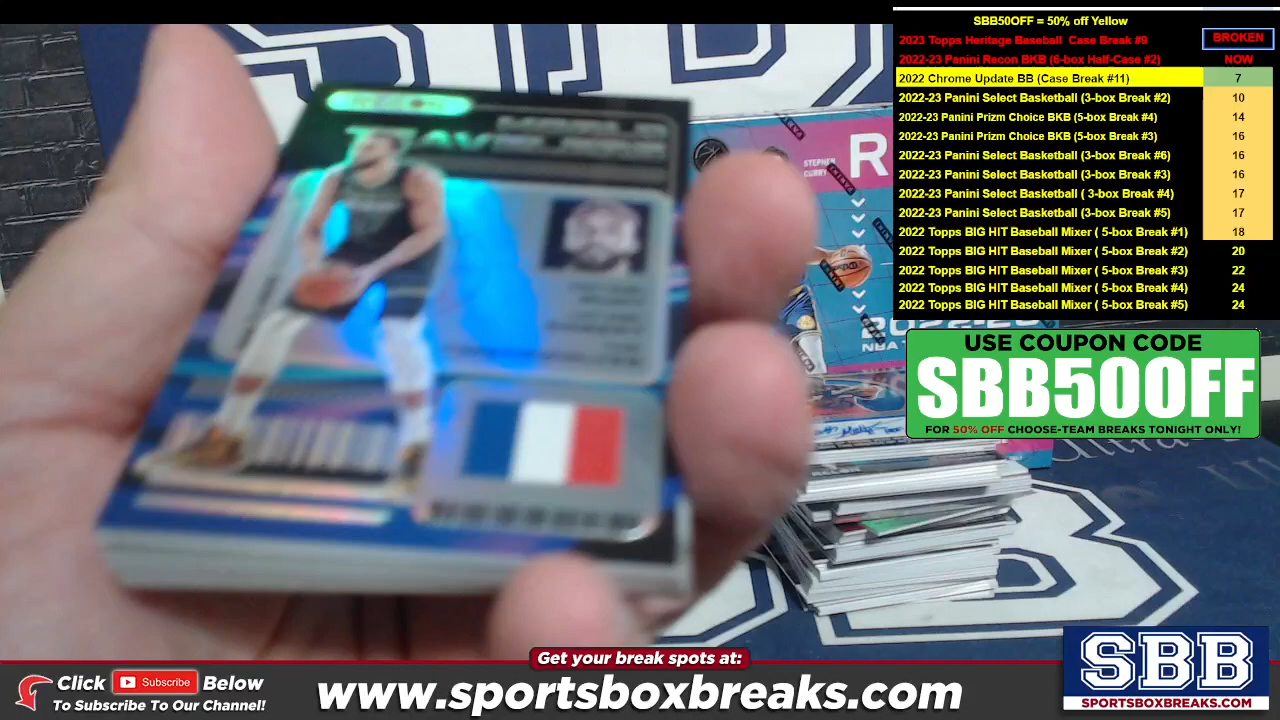 SBB50OFF = 50% off Yellow
2023 Topps Heritage Baseball Case Break #9 BROKEN
2022-23 Panini Recon BKB (6-box Half-Case #2) NOW
2022 Chrome Update BB (Case Break #11) 7
2022-23 Panini Select Basketball (3-box Break #2) 10
2022-23 Panini Prizm Choice BKB (5-box Break #4) 14
2022-23 Panini Prizm Choice BKB (5-box Break #3) 16
2022-23 Panini Select Basketball (3-box Break #6) 16
2022-23 Panini Select Basketball (3-box Break #3) 16
2022-23 Panini Select Basketball ( 3-box Break #4) 17
2022-23 Panini Select Basketball (3-box Break #5) 17
2022 Topps BIG HIT Baseball Mixer ( 5-box Break #1) 18
2022 Topps BIG HIT Baseball Mixer ( 5-box Break #2) 20
2022 Topps BIG HIT Baseball Mixer ( 5-box Break #3) 22
2022 Topps BIG HIT Baseball Mixer ( 5-box Break #4) 24
2022 Topps BIG HIT Baseball Mixer ( 5-box Break #5) 24
STEPHEN
CURRY
R
NBA
USE COUPON CODE
SBB50OFF
FOR 50% OFF CHOOSE-TEAM BREAKS TONIGHT ONLY!
Get your break spots at:
Click Subscribe Below
To Subscribe To Our Channel!
www.sportsboxbreaks.com
SBB
SPORTSBOXBREAKS.COM